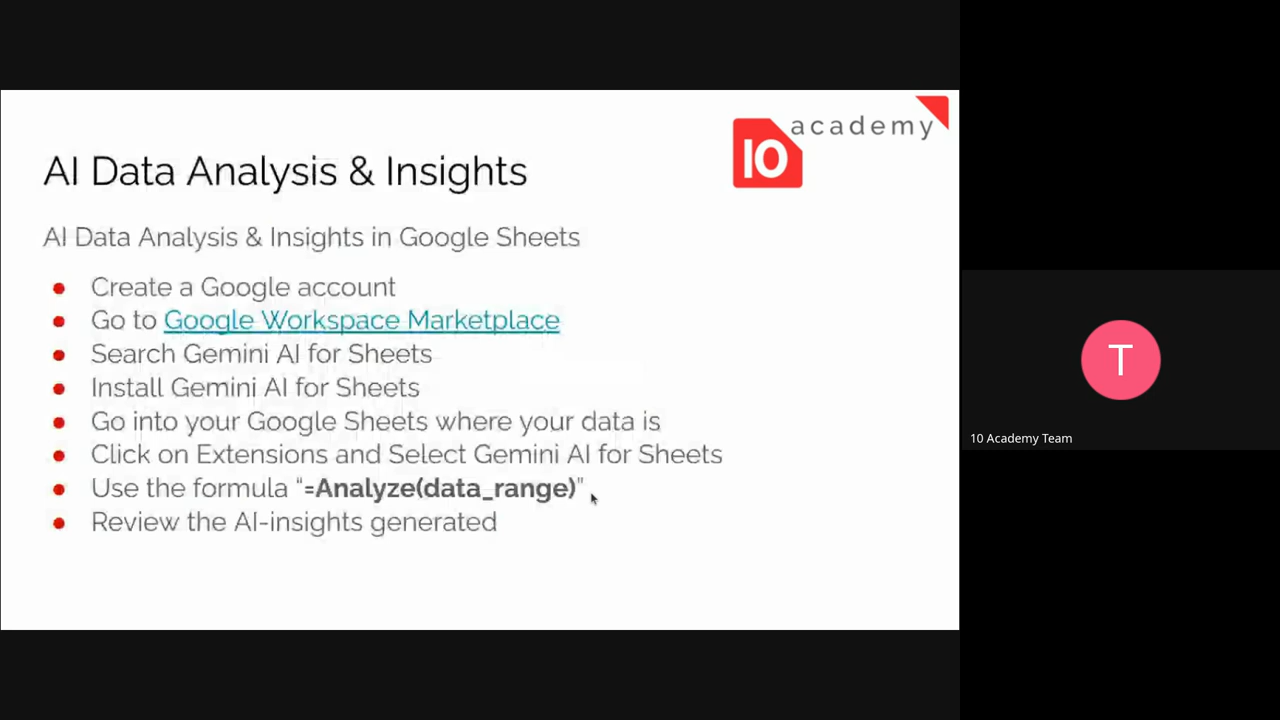 academy
10
AI Data Analysis & Insights
AI Data Analysis & Insights in Google Sheets
Create a Google account
Go to Google Workspace Marketplace
Search Gemini AI for Sheets
Install Gemini AI for Sheets
Go into your Google Sheets where your data is
Click on Extensions and Select Gemini AI for Sheets
Use the formula “=Analyze(data_range)”
Review the AI-insights generated
T
10 Academy Team